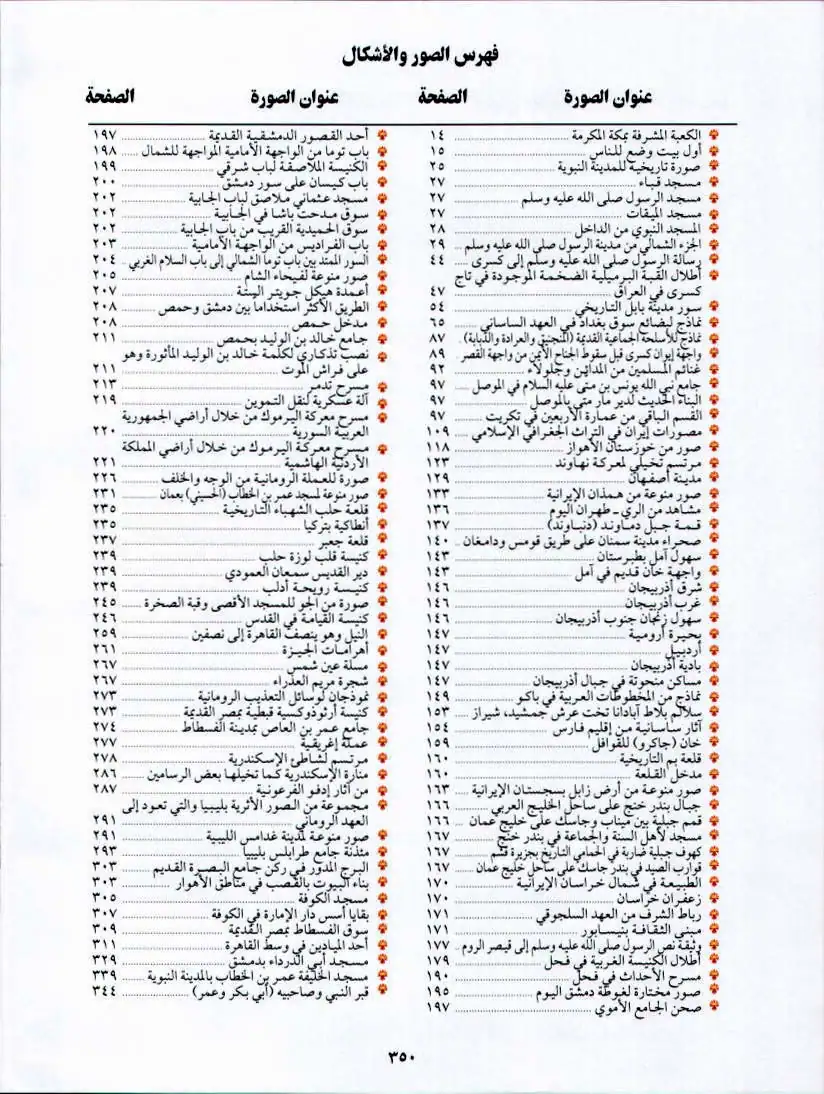 فهرس الصور والأشكال
عنوان الصورة الصفحة عنوان الصورة الصفحة
الكعبة المشرفة بمكة المكرمة ١٤
أول بيت وضع للناس ١٥
صورة تاريخية للمدينة النبوية ٢٥
مسجد قباء ٢٧
مسجد الرسول صلى الله عليه وسلم ٢٧
مسجد الميقات ٢٧
المسجد النبوي من الداخل ٢٨
الجزء الشمالي من مدينة الرسول صلى الله عليه وسلم ٢٩
رسالة الرسول صلى الله عليه وسلم إلى كسرى ٤٤
أطلال القبة البرميلية الضخمة الموجودة في تاج
كسرى في العراق ٤٧
سور مدينة بابل التاريخي ٥٤
نماذج لبضائع سوق بغداد في العهد الساساني ٦٥
نماذج للأسلحة الجماعية القديمة (المنجنيق والعرادة والدبابة) ٨٧
واجهة إيوان كسرى قبل سقوط الجناح الأيمن من واجهة القصر ٨٩
غنائم المسلمين من المدائن وجلولاء ٩٢
جامع نبي الله يونس بن متى عليه السلام في الموصل ٩٧
البناء الحديث لدير مار متى بالموصل ٩٧
القسم الباقي من عمارة الأربعين في تكريت ٩٧
مصورات إيران في التراث الجغرافي الإسلامي ١٠٩
صور من خوزستان الأهواز ١١٨
مرتسم تخيلي لمعركة نهاوند ١٢٣
مدينة أصفهان ١٢٩
صور منوعة من همذان الإيرانية ١٣٣
مشاهد من الري - طهران اليوم ١٣٦
قمة جبل دماوند (دنباوند) ١٣٧
صحراء مدينة سمنان على طريق قومس ودامغان ١٤٠
سهول آمل بطبرستان ١٤٣
واجهة خان قديم في آمل ١٤٣
شرق أذربيجان ١٤٦
غرب أذربيجان ١٤٦
سهول زنجان جنوب أذربيجان ١٤٦
بحيرة أرومية ١٤٧
أردبيل ١٤٧
بادية أذربيجان ١٤٧
مساكن منحوتة في جبال أذربيجان ١٤٧
نماذج من المخطوطات العربية في باكو ١٤٩
سلالم بلاط آبادانا تخت عرش جمشيد، شيراز ١٥٣
آثار ساسانية من إقليم فارس ١٥٤
خان (جاكرو) للقوافل ١٥٩
قلعة بم التاريخية ١٦٠
مدخل القلعة ١٦٠
صور منوعة من أرض زابل بسجستان الإيرانية ١٦٣
جبال بندر خنج على ساحل الخليج العربي ١٦٦
قمم جبلية بين ميناب وجاسك على خليج عمان ١٦٦
مسجد لأهل السنة والجماعة في بندر خنج ١٦٧
كهوف جبلية ضاربة في الحمامي التاريخ بجزيرة قشم ١٦٧
قوارب الصيد في بندر جاسك على ساحل خليج عمان ١٦٧
الطبيعة في شمال خراسان الإيرانية ١٧٠
زعفران خراسان ١٧٠
رباط الشرف من العهد السلجوقي ١٧١
مبنى الثقافة بنيسابور ١٧١
وثيقة نص الرسول صلى الله عليه وسلم إلى قيصر الروم ١٧٧
أطلال الكنيسة الغربية في فحل ١٧٩
مسرح الأحداث في فحل ١٩٠
صور مختارة لغوطة دمشق اليوم ١٩٥
صحن الجامع الأموي ١٩٧
أحد القصور الدمشقية القديمة ١٩٧
باب توما من الواجهة الأمامية المواجهة للشمال ١٩٨
الكنيسة الملاصقة لباب شرقي ١٩٩
باب كيسان على سور دمشق ٢٠٠
مسجد عثماني ملاصق لباب الجابية ٢٠٢
سوق مدحت باشا في الجابية ٢٠٢
سوق الحميدية القريب من باب الجابية ٢٠٢
باب الفراديس من الواجهة الأمامية ٢٠٣
السور الممتد بين باب توما الشمالي إلى باب السلام الغربي ٢٠٤
صور منوعة لفيحاء الشام ٢٠٥
أعمدة هيكل جوبيتر الستة ٢٠٧
الطريق الأكثر استخداماً بين دمشق وحمص ٢٠٨
مدخل حمص ٢٠٨
جامع خالد بن الوليد بحمص ٢١١
نصب تذكاري لكلمة خالد بن الوليد المأثورة وهو
على فراش الموت ٢١١
مسرح تدمر ٢١٣
آلة عسكرية لنقل التموين ٢١٩
مسرح معركة اليرموك من خلال أراضي الجمهورية
العربية السورية ٢٢٠
مسرح معركة اليرموك من خلال أراضي المملكة
الأردنية الهاشمية ٢٢١
صورة للعملة الرومانية من الوجه والخلف ٢٢٦
صور منوعة لمسجد عمر بن الخطاب (الحسيني) بعمان ٢٣١
قلعة حلب الشهباء التاريخية ٢٣٥
أنطاكية بتركيا ٢٣٥
قلعة جعبر ٢٣٧
كنيسة قلب لوزة حلب ٢٣٩
دير القديس سمعان العمودي ٢٣٩
كنيسة رويحة أدلب ٢٣٩
صورة من الجو للمسجد الأقصى وقبة الصخرة ٢٤٥
كنيسة القيامة في القدس ٢٤٦
النيل وهو ينصف القاهرة إلى نصفين ٢٥٩
أهرامات الجيزة ٢٦١
مسلة عين شمس ٢٦٧
شجرة مريم العذراء ٢٦٧
نموذجان لوسائل التعذيب الرومانية ٢٧٣
كنيسة أرثوذوكسية قبطية بمصر القديمة ٢٧٣
جامع عمر بن العاص بمدينة الفسطاط ٢٧٤
عملة إغريقية ٢٧٧
مرتسم لشاطئ الإسكندرية ٢٧٨
منارة الإسكندرية كما تخيلها بعض الرسامين ٢٨٦
من آثار إدفو الفرعونية ٢٨٧
مجموعة من الصور الأثرية بليبيا والتي تعود إلى
العهد الروماني ٢٩١
صور منوعة لمدينة غدامس الليبية ٢٩١
مئذنة جامع طرابلس بليبيا ٢٩٣
البرج المدور في ركن جامع البصرة القديم ٣٠٣
بناء البيوت بالقصب في مناطق الأهوار ٣٠٣
مسجد الكوفة ٣٠٥
بقايا أسس دار الإمارة في الكوفة ٣٠٧
سوق الفسطاط بمصر القديمة ٣٠٩
أحد الميادين في وسط القاهرة ٣١١
مسجد أبي الدرداء بدمشق ٣٢٩
مسجد الخليفة عمر بن الخطاب بالمدينة النبوية ٣٣٩
قبر النبي وصاحبيه (أبي بكر وعمر) ٣٤٤
٣٥٠